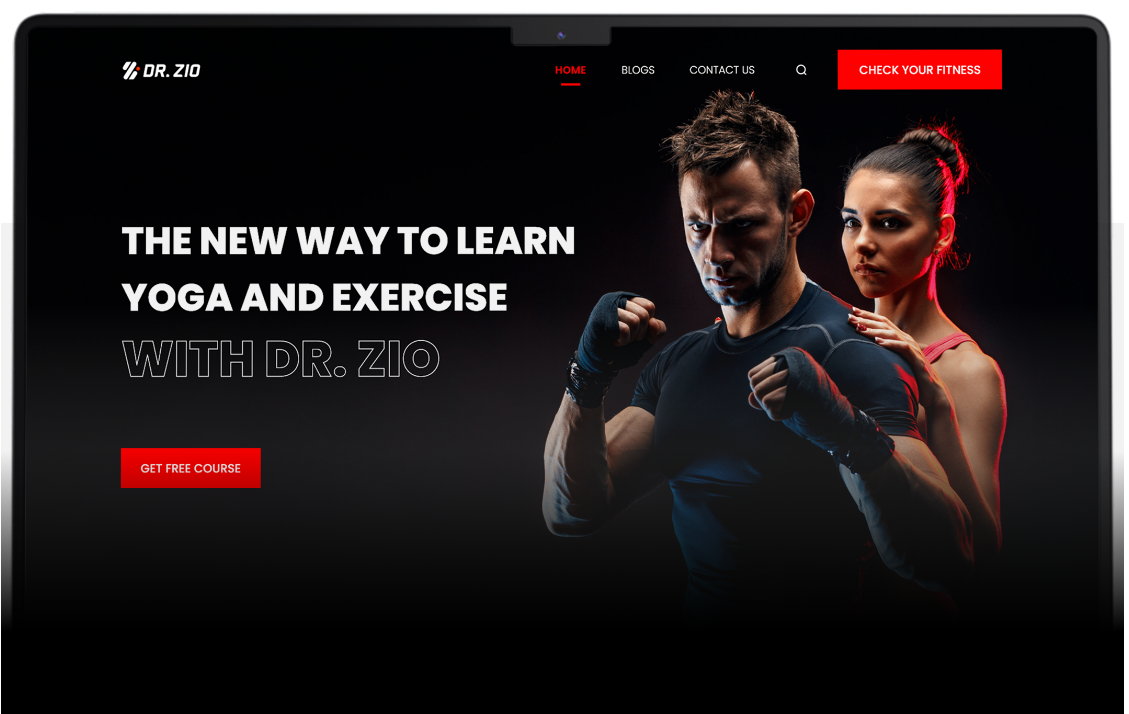 DR. ZIO
HOME
BLOGS
CONTACT US
CHECK YOUR FITNESS
THE NEW WAY TO LEARN
YOGA AND EXERCISE
WITH DR. ZIO
GET FREE COURSE